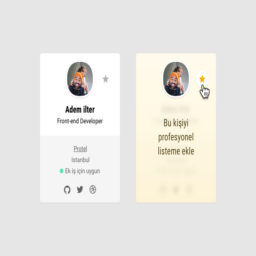 Adem ilter
Front-end Developer
Protel
Istanbul
Ek iş için uygun
Bu kişiyi
profesyonel
listeme ekle